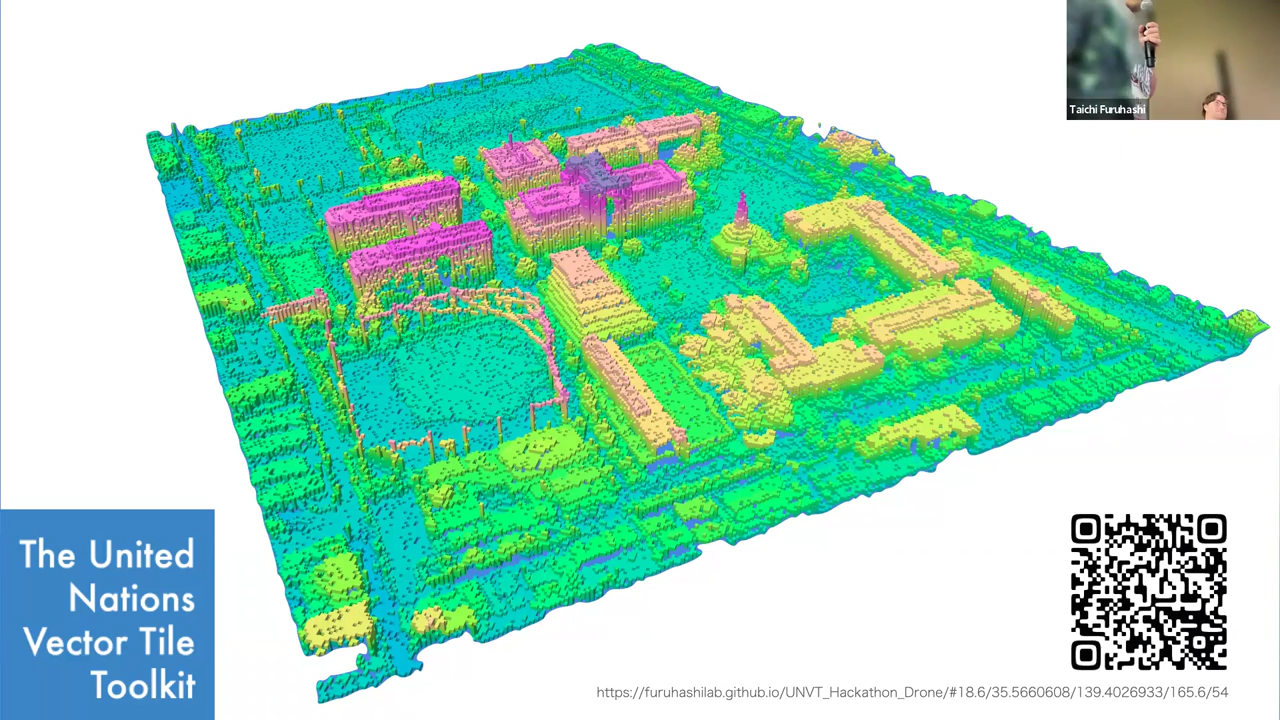 Taichi Furuhashi
The United
Nations
Vector Tile
Toolkit
https://furuhashilab.github.io/UNVT_Hackathon_Drone/#18.6/35.5660608/139.4026933/165.6/54